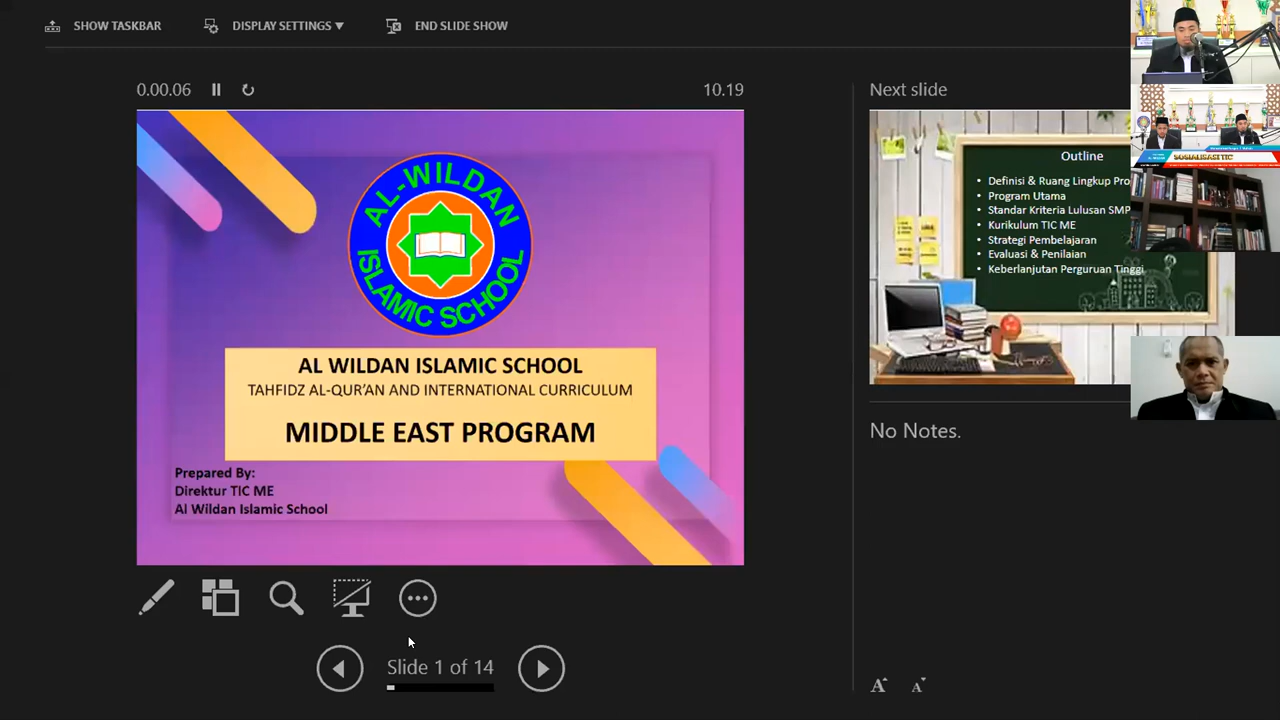 SHOW TASKBAR
DISPLAY SETTINGS ▼
END SLIDE SHOW
0.00.06
10.19
AL-WILDAN
ISLAMIC SCHOOL
AL WILDAN ISLAMIC SCHOOL
TAHFIDZ AL-QUR'AN AND INTERNATIONAL CURRICULUM
MIDDLE EAST PROGRAM
Prepared By:
Direktur TIC ME
Al Wildan Islamic School
Slide 1 of 14
Next slide
Outline
• Definisi & Ruang Lingkup Pro
• Program Utama
• Standar Kriteria Lulusan SMP
• Kurikulum TIC ME
• Strategi Pembelajaran
• Evaluasi & Penilaian
• Keberlanjutan Perguruan Tinggi
No Notes.
A A
SOSIALISASI TIC